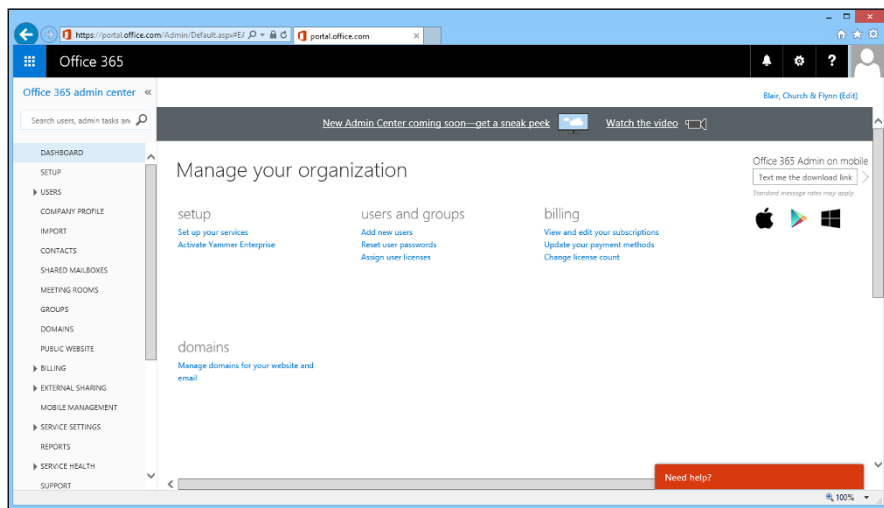 https://portal.office.com/Admin/Default.aspx#E/
portal.office.com
Office 365
?
Office 365 admin center «
Blair, Church & Flynn (Edit)
Search users, admin tasks an
New Admin Center coming soon—get a sneak peek
Watch the video
DASHBOARD
SETUP
USERS
COMPANY PROFILE
IMPORT
CONTACTS
SHARED MAILBOXES
MEETING ROOMS
GROUPS
DOMAINS
PUBLIC WEBSITE
BILLING
EXTERNAL SHARING
MOBILE MANAGEMENT
SERVICE SETTINGS
REPORTS
SERVICE HEALTH
SUPPORT
Manage your organization
setup
Set up your services
Activate Yammer Enterprise
users and groups
Add new users
Reset user passwords
Assign user licenses
billing
View and edit your subscriptions
Update your payment methods
Change license count
domains
Manage domains for your website and
email
Office 365 Admin on mobile
Text me the download link
Standard message rates may apply.
Need help?
100%